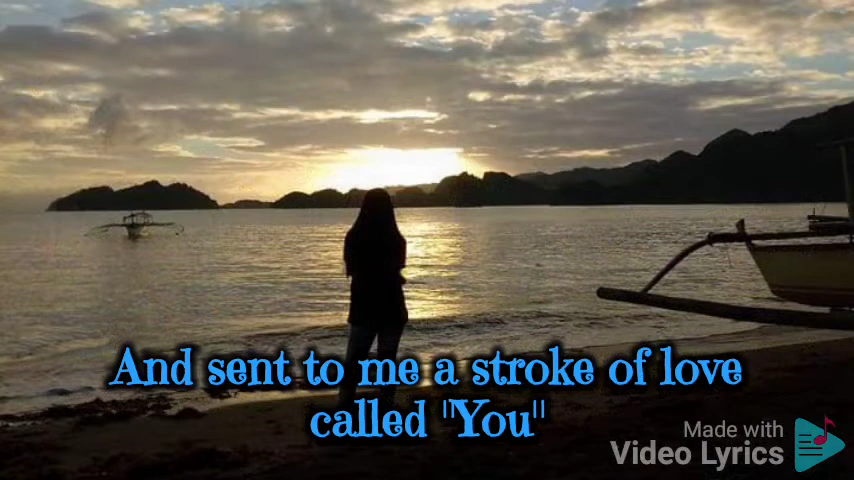 And sent to me a stroke of love
called "You"
Made with
Video Lyrics